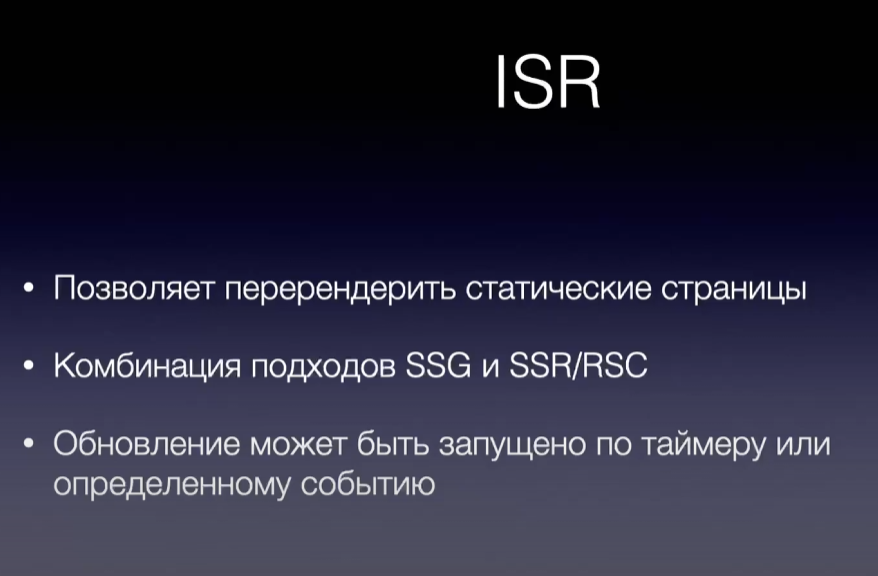 ISR
• Позволяет перерендерить статические страницы
• Комбинация подходов SSG и SSR/RSC
• Обновление может быть запущено по таймеру или
определенному событию